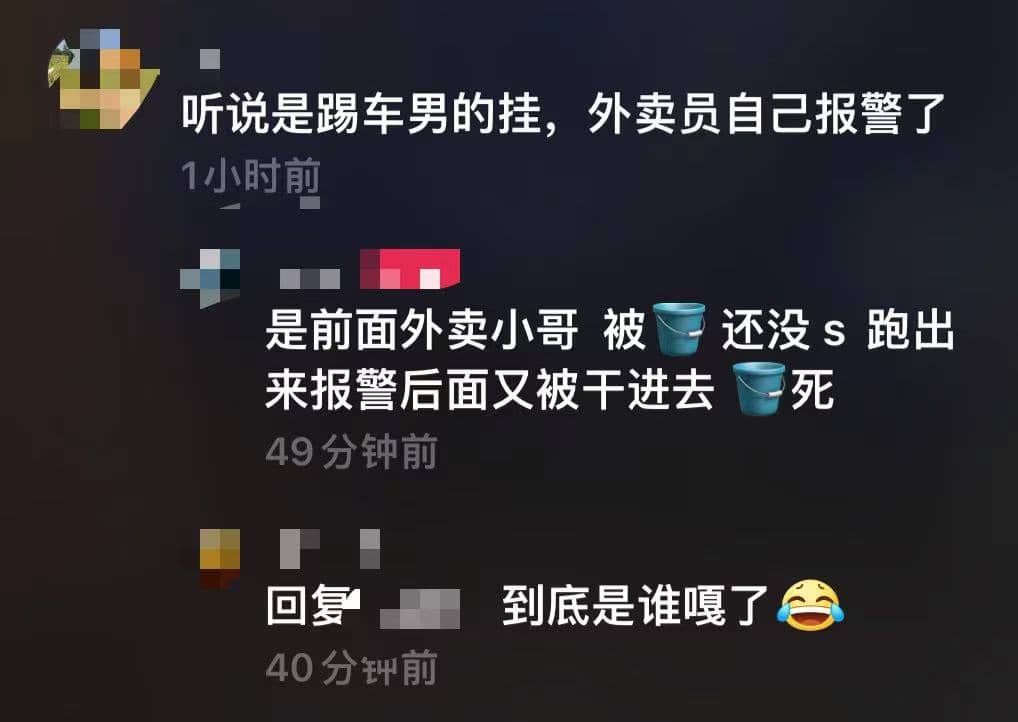 听说是踢车男的挂，外卖员自己报警了
1小时前
是前面外卖小哥 被🪣还没 s 跑出
来报警后面又被干进去🪣死
49分钟前
回复 到底是谁嘎了😂
40分钟前